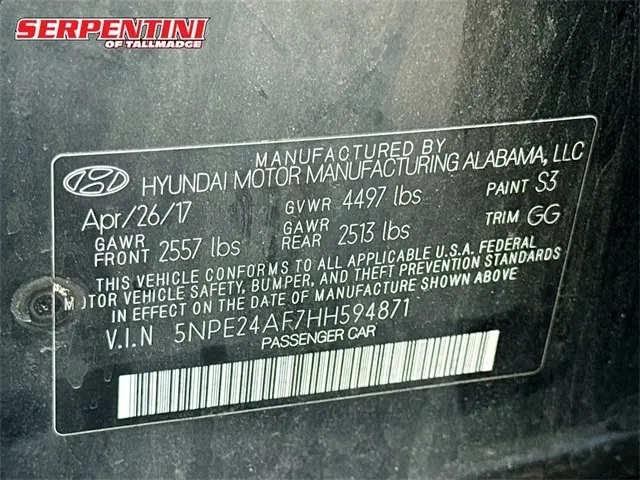 SERPENTINI
OF TALLMADGE
MANUFACTURED BY
HYUNDAI MOTOR MANUFACTURING ALABAMA, LLC
Apr/26/17 GVWR 4497 lbs PAINT S3
GAWR FRONT 2557 lbs GAWR REAR 2513 lbs TRIM GG
THIS VEHICLE CONFORMS TO ALL APPLICABLE U.S.A. FEDERAL
MOTOR VEHICLE SAFETY, BUMPER, AND THEFT PREVENTION STANDARDS
IN EFFECT ON THE DATE OF MANUFACTURE SHOWN ABOVE
V.I.N 5NPE24AF7HH594871
PASSENGER CAR